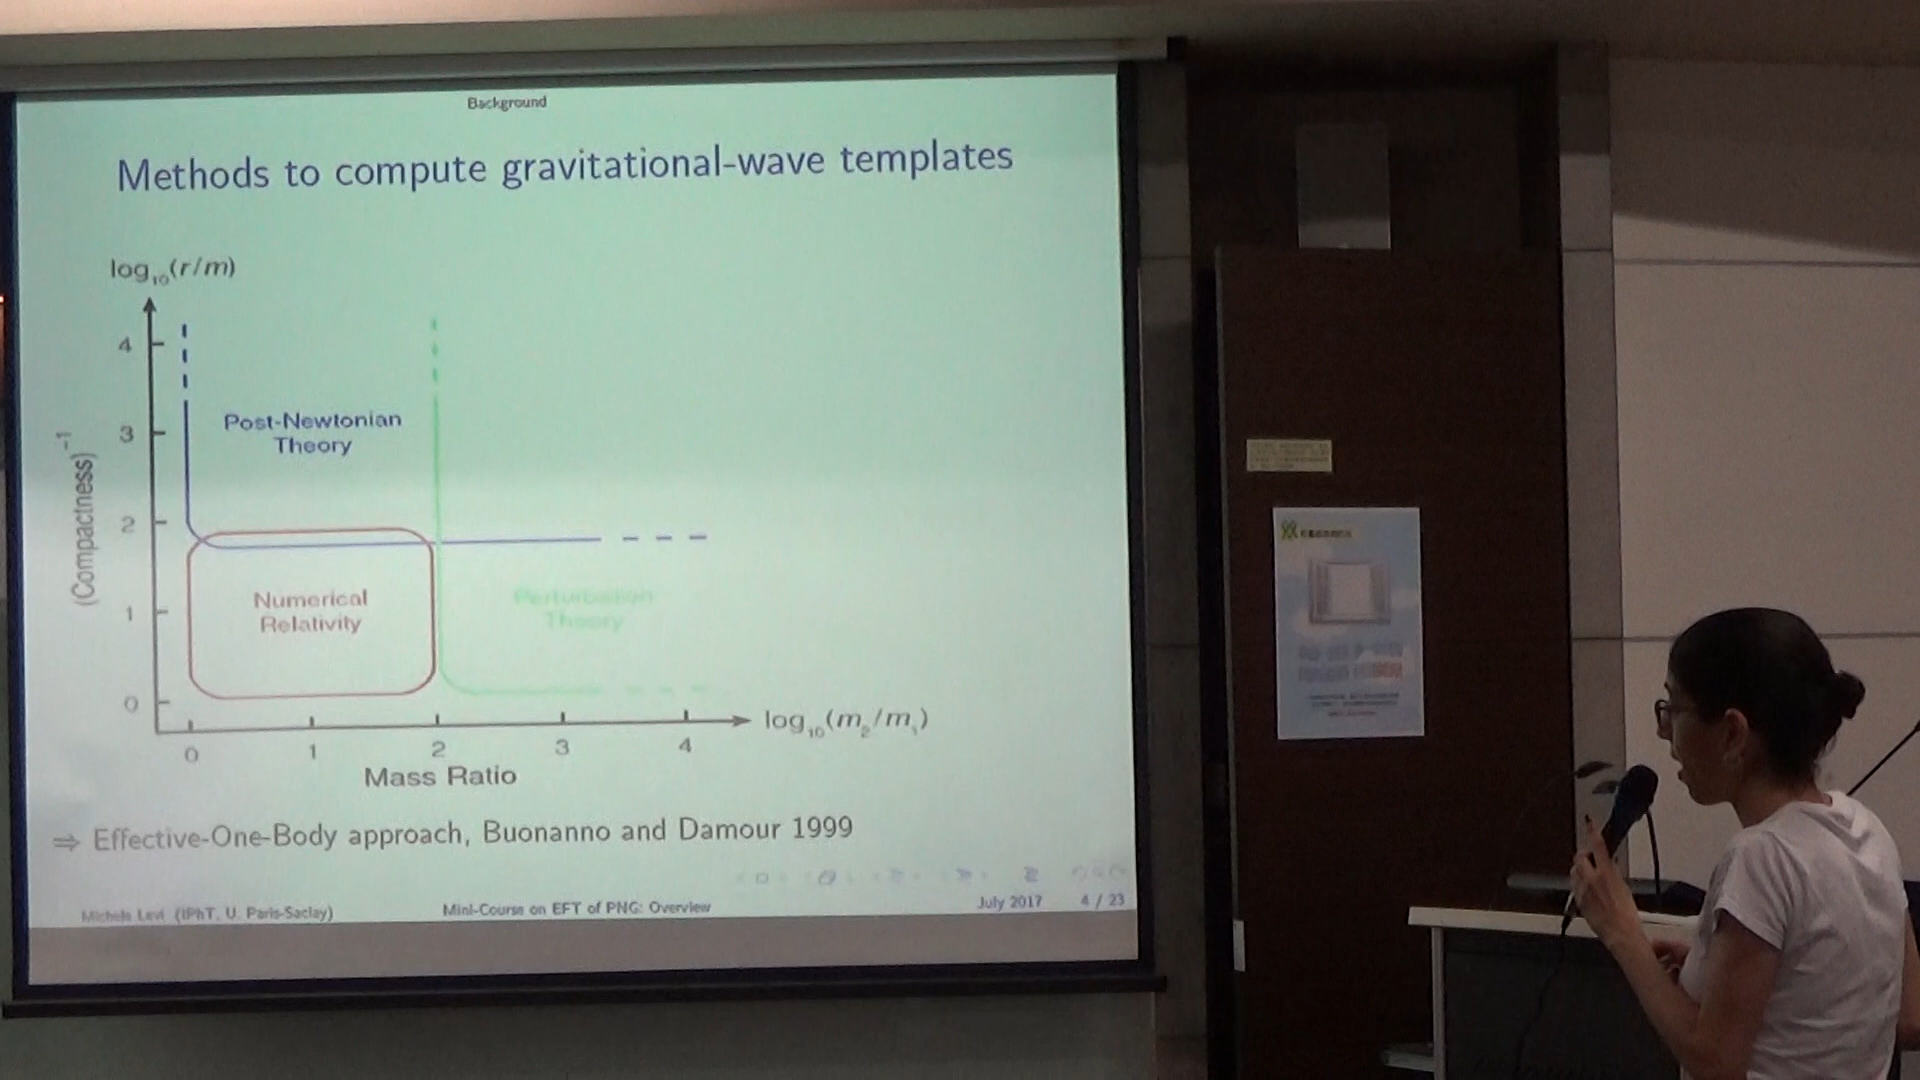 Background
Methods to compute gravitational-wave templates
log₁₀(r/m)
4
3
2
1
0
(Compactness)⁻¹
Post-Newtonian
Theory
Numerical
Relativity
Perturbation
Theory
0 1 2 3 4
log₁₀(m₂/m₁)
Mass Ratio
⇒ Effective-One-Body approach, Buonanno and Damour 1999
Michele Levi (IPhT, U. Paris-Saclay) Mini-Course on EFT of PNG: Overview July 2017 4 / 23